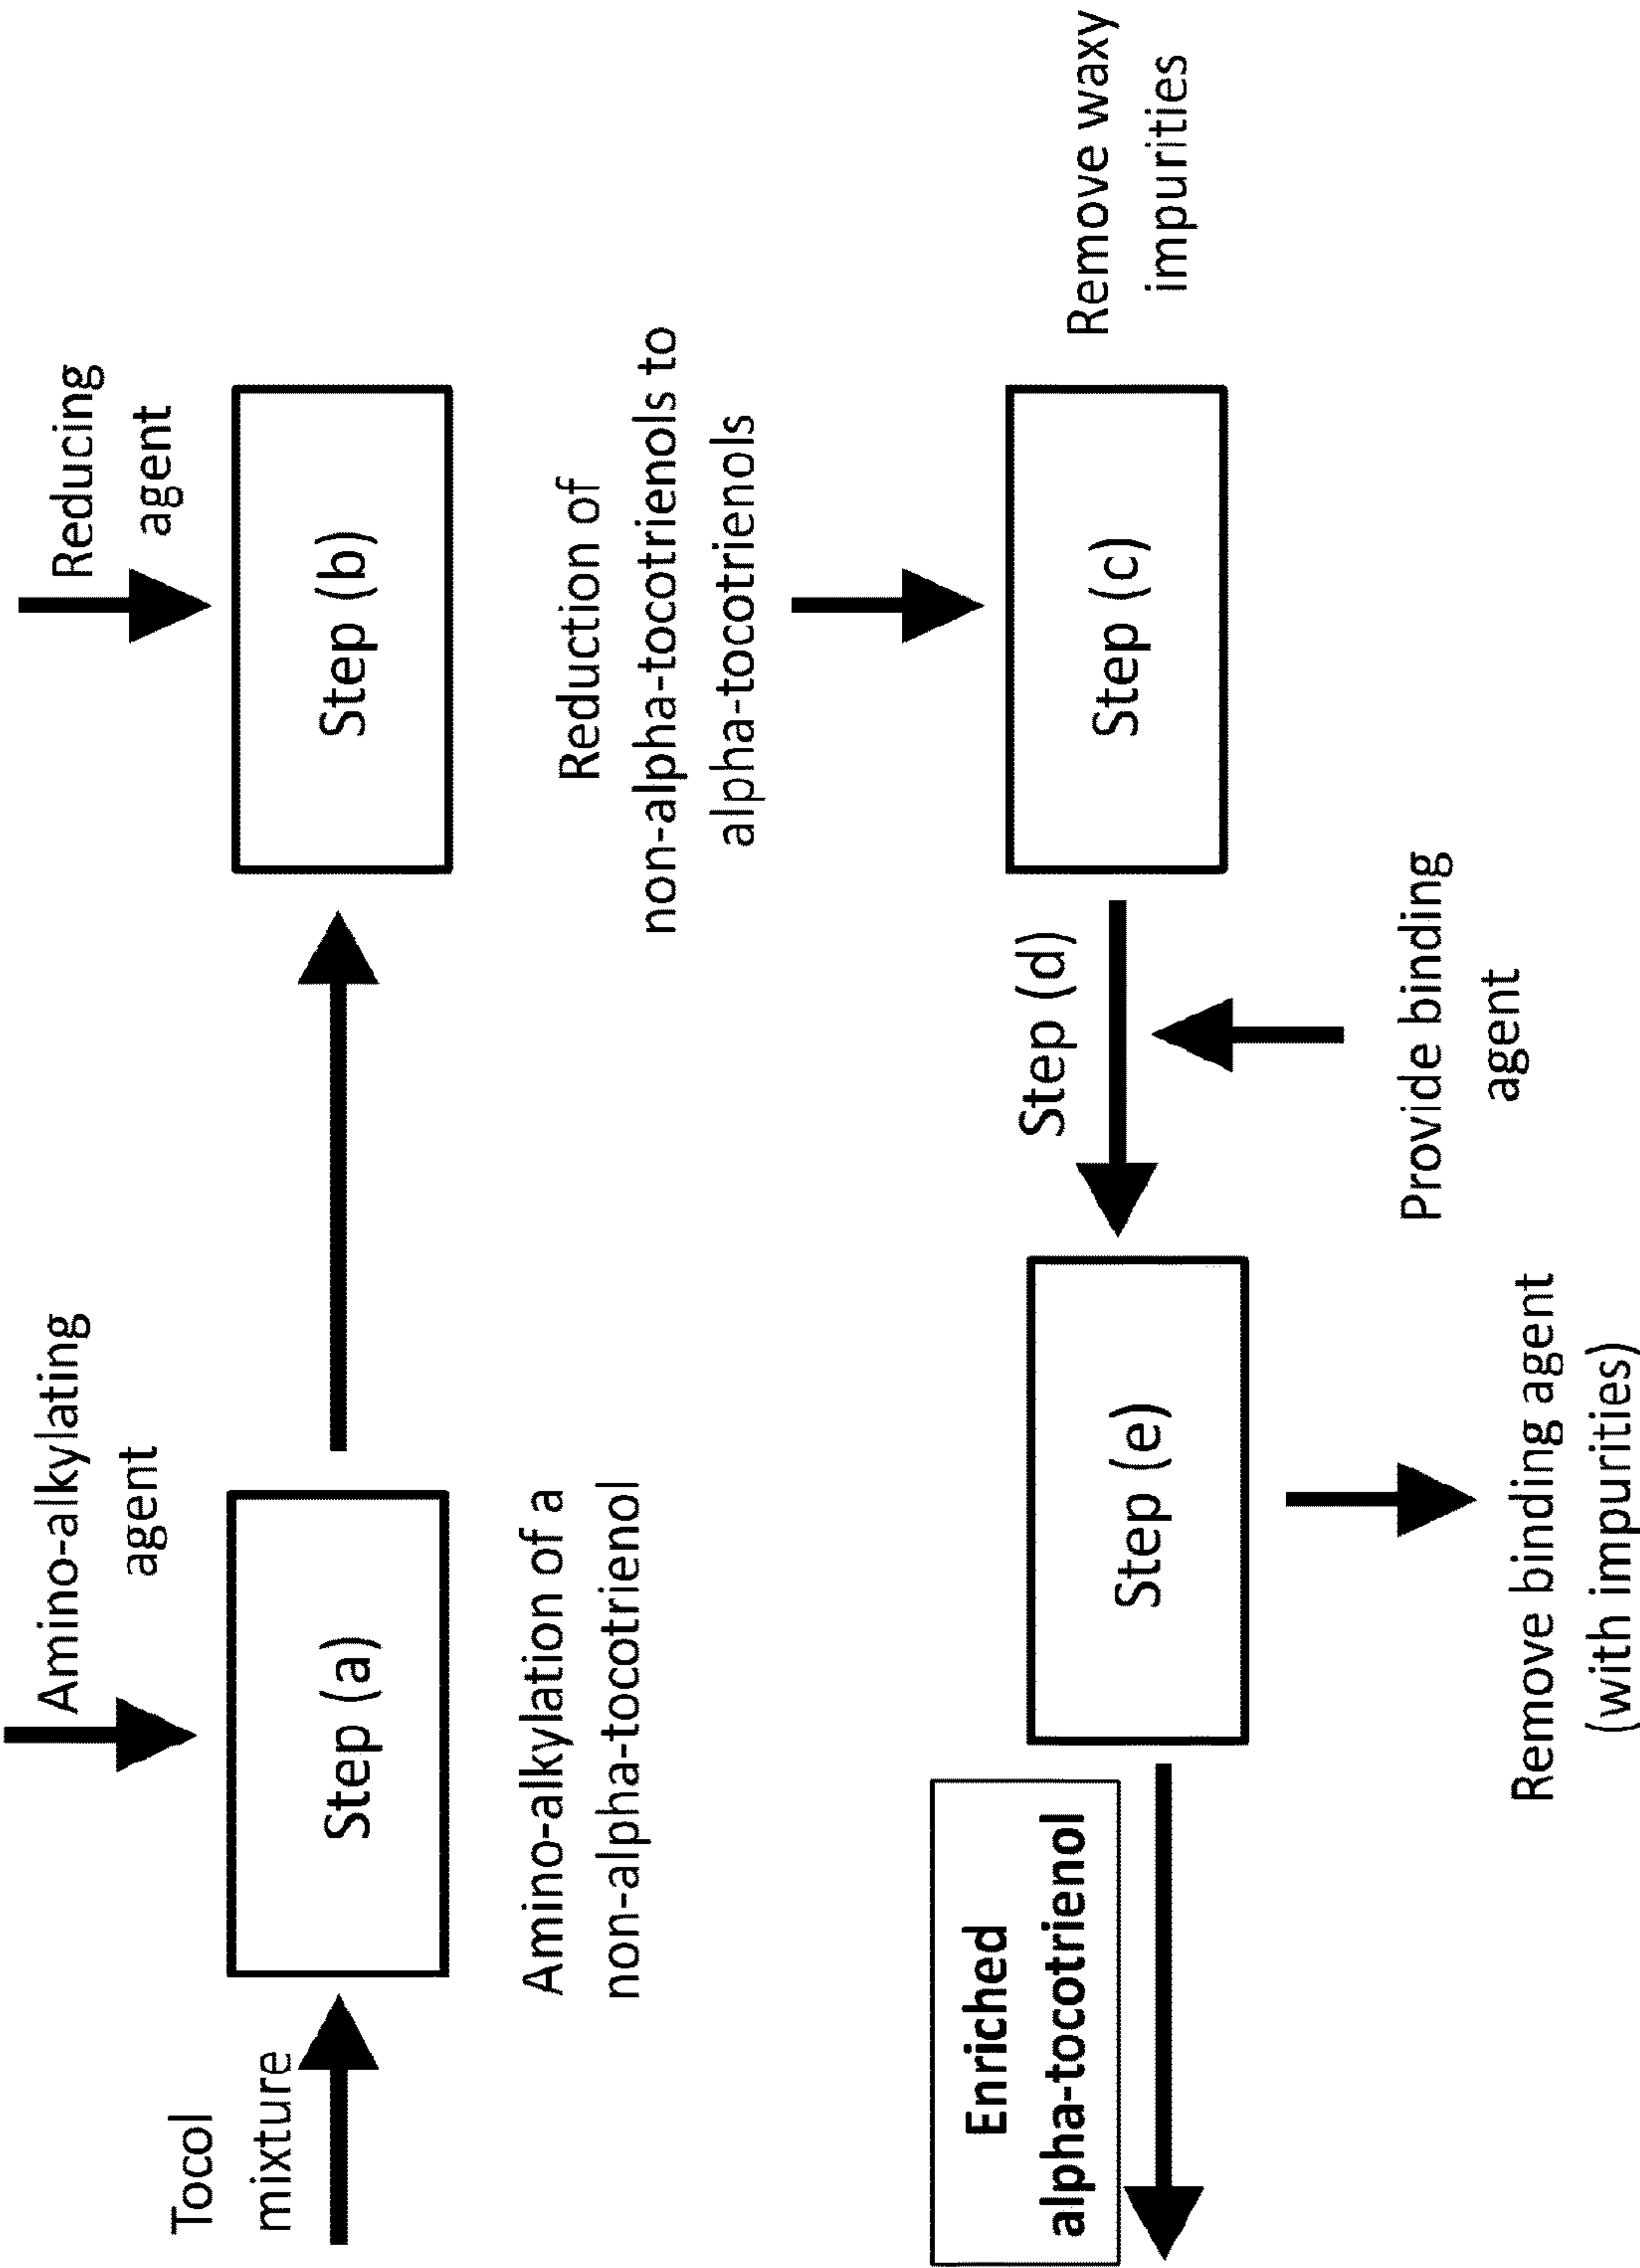 Tocol
mixture
Amino-alkylating
agent
Step (a)
Amino-alkylation of a
non-alpha-tocotrienol
Reducing
agent
Step (b)
Reduction of
non-alpha-tocotrienols to
alpha-tocotrienols
Step (c)
Remove waxy
impurities
Step (d)
Provide binding
agent
Step (e)
Remove binding agent
(with impurities)
Enriched
alpha-tocotrienol